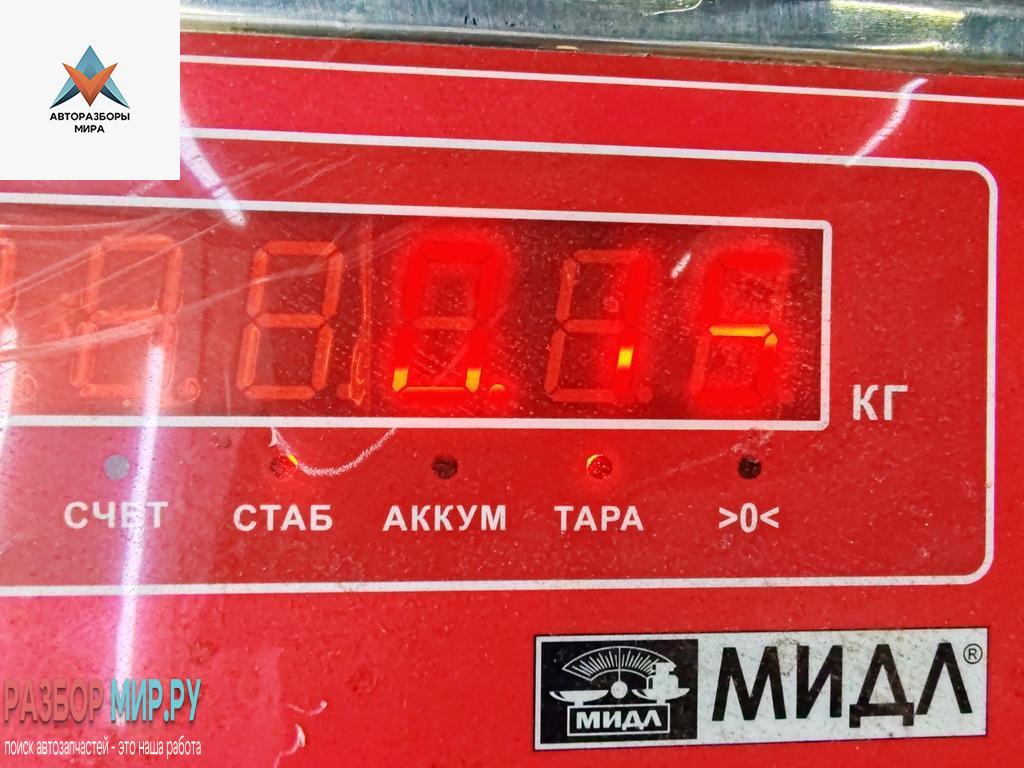 АВТОРАЗБОРЫ
МИРА
КГ
СЧЕТ СТАБ АККУМ ТАРА >0<
МИДЛ МИДЛ®
РАЗБОР МИР.РУ
поиск автозапчастей - это наша работа